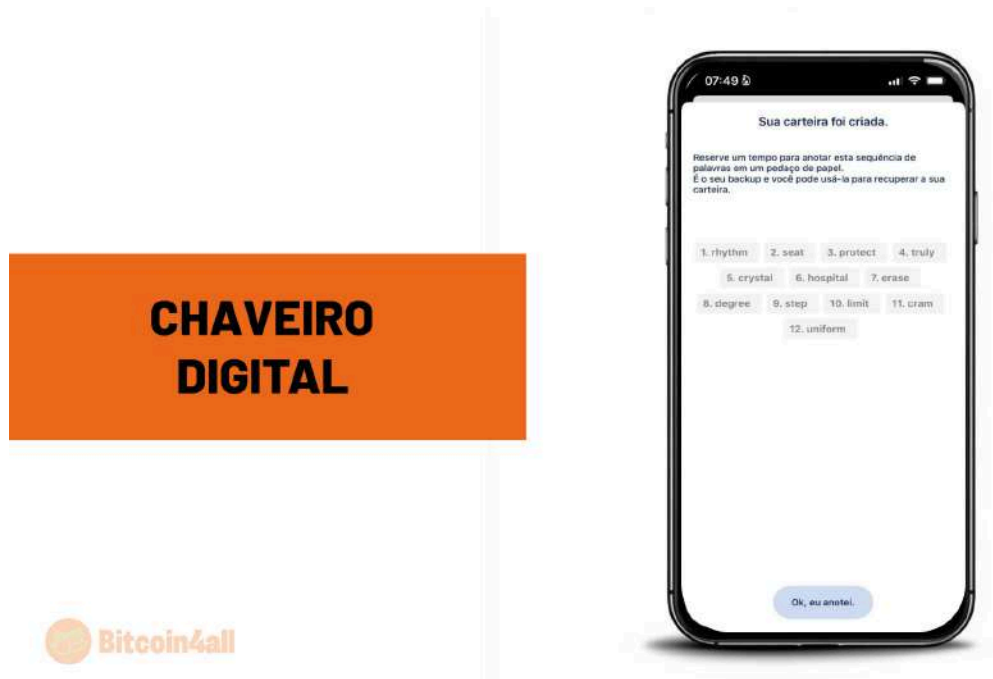 CHAVEIRO
DIGITAL
Bitcoin4all
07:49
Sua carteira foi criada.
Reserve um tempo para anotar esta sequência de
palavras em um pedaço de papel.
É o seu backup e você pode usá-la para recuperar a sua
carteira.
1. rhythm 2. seat 3. protect 4. truly
5. crystal 6. hospital 7. erase
8. degree 9. step 10. limit 11. cram
12. uniform
Ok, eu anotei.